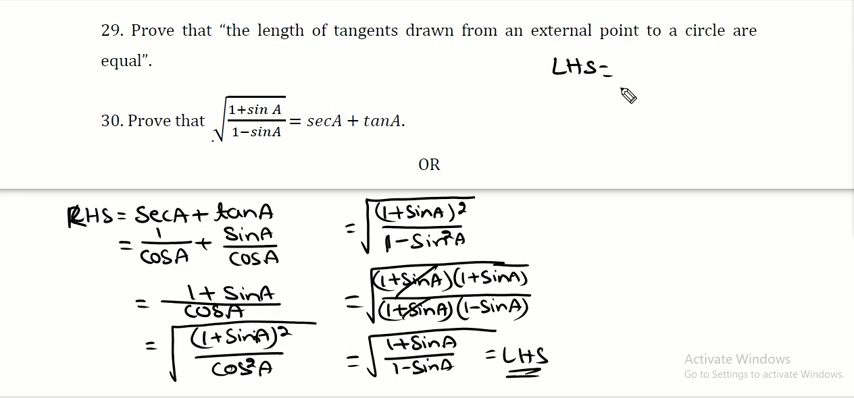 29. Prove that “the length of tangents drawn from an external point to a circle are
equal”.
LHS=
30. Prove that √(1+sin A / 1−sinA) = secA + tanA.
OR
RHS = SecA + tanA
= 1/cosA + SinA/cosA
= 1+ SinA / cosA
= √((1+SinA)² / cos²A)
= √((1+SinA)² / 1-Sin²A)
= √((1+SinA)(1+SinA) / (1+SinA)(1-SinA))
= √(1+SinA / 1-SinA) = LHS
Activate Windows
Go to Settings to activate Windows.